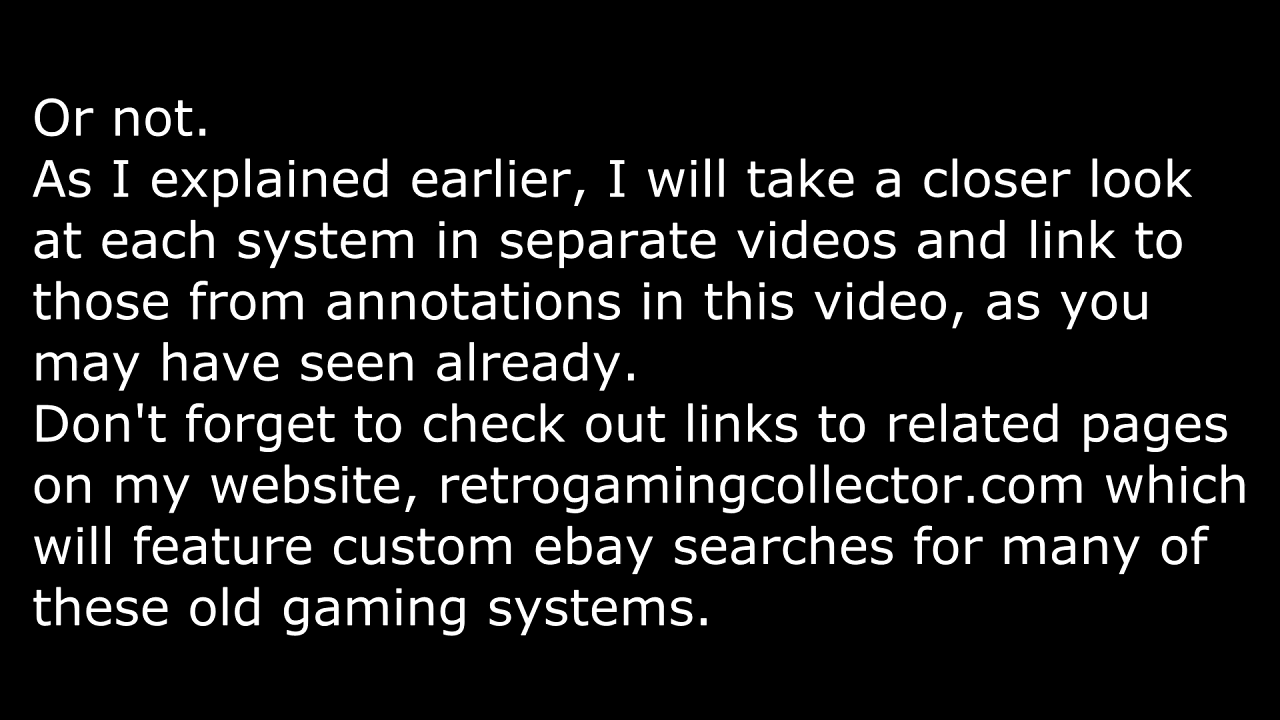 Or not.
As I explained earlier, I will take a closer look
at each system in separate videos and link to
those from annotations in this video, as you
may have seen already.
Don't forget to check out links to related pages
on my website, retrogamingcollector.com which
will feature custom ebay searches for many of
these old gaming systems.